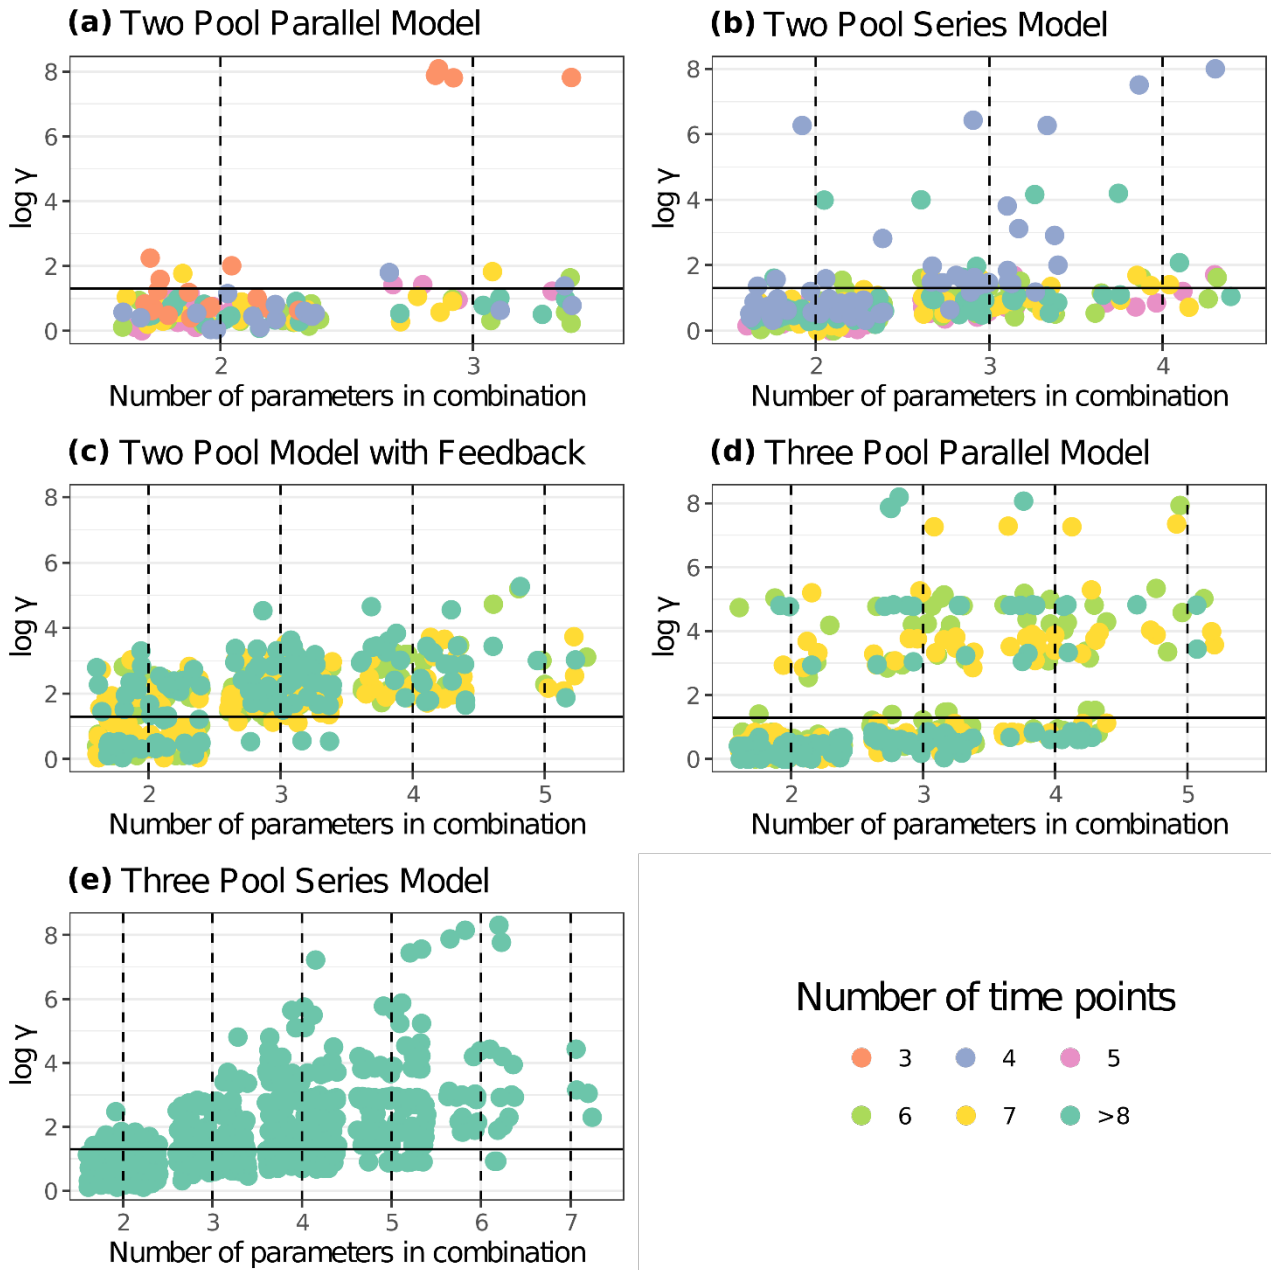 (a) Two Pool Parallel Model
8
6
4
2
0
log γ
2 3
Number of parameters in combination
(b) Two Pool Series Model
8
6
4
2
0
log γ
2 3 4
Number of parameters in combination
(c) Two Pool Model with Feedback
8
6
4
2
0
log γ
2 3 4 5
Number of parameters in combination
(d) Three Pool Parallel Model
8
6
4
2
0
log γ
2 3 4 5
Number of parameters in combination
(e) Three Pool Series Model
8
6
4
2
0
log γ
2 3 4 5 6 7
Number of parameters in combination
Number of time points
3 4 5
6 7 >8